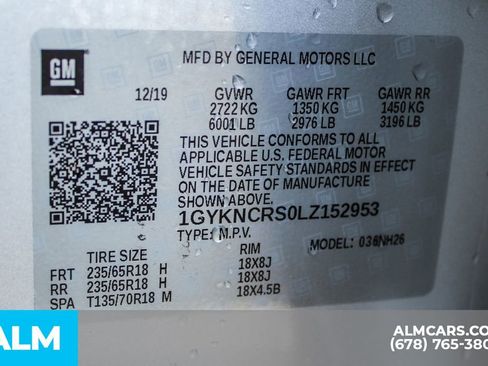 GM
MFD BY GENERAL MOTORS LLC
12/19 GVWR GAWR FRT GAWR RR
2722 KG 1350 KG 1450 KG
6001 LB 2976 LB 3196 LB
THIS VEHICLE CONFORMS TO ALL
APPLICABLE U.S. FEDERAL MOTOR
VEHICLE SAFETY STANDARDS IN EFFECT
ON THE DATE OF MANUFACTURE
SHOWN ABOVE.
1GYKNCRS0LZ152953
TYPE: M.P.V. MODEL: 036NH26
TIRE SIZE RIM
FRT 235/65R18 H 18X8J
RR 235/65R18 H 18X8J
SPA T135/70R18 M 18X4.5B
ALM
ALMCARS.CO
(678) 765-380